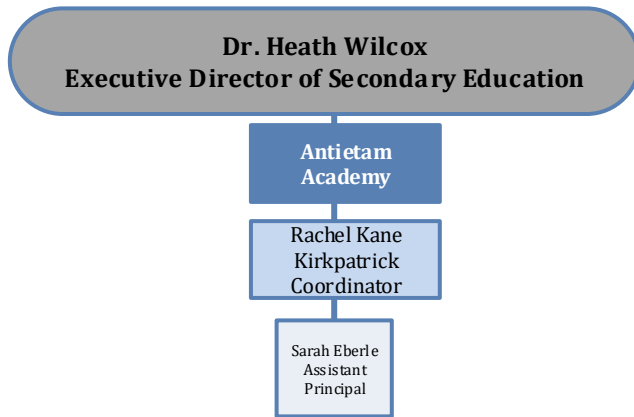 Dr. Heath Wilcox
Executive Director of Secondary Education
Antietam
Academy
Rachel Kane
Kirkpatrick
Coordinator
Sarah Eberle
Assistant
Principal